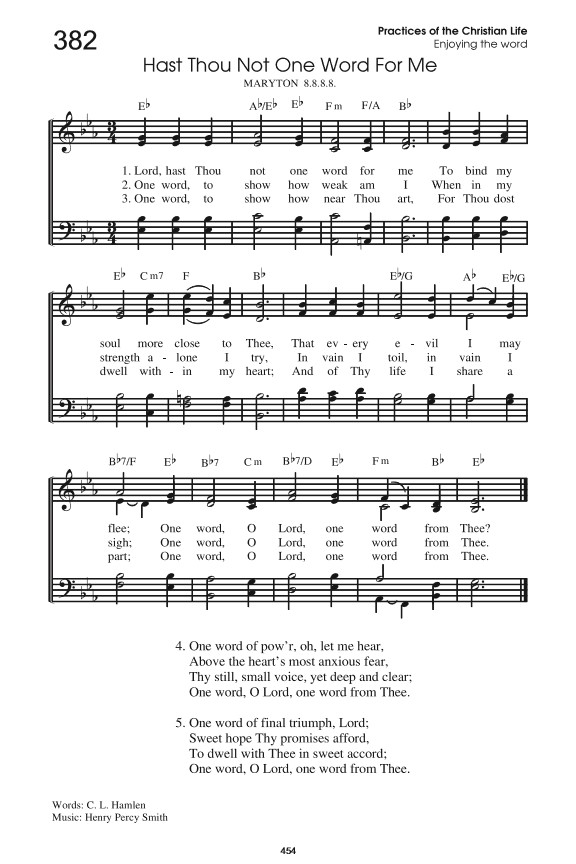 382
Practices of the Christian Life
Enjoying the word
Hast Thou Not One Word For Me
MARYTON 8.8.8.8.
E♭ A♭/E♭ E♭ Fm F/A B♭
1. Lord, hast Thou not one word for me To bind my
2. One word, to show how weak am I When in my
3. One word, to show how near Thou art, For Thou dost
E♭ Cm7 F B♭ E♭/G A♭ E♭/G
soul more close to Thee, That ev - ery e - vil I may
strength a - lone I try, In vain I toil, in vain I
dwell with - in my heart; And of Thy life I share a
B♭7/F E♭ B♭7 Cm B♭7/D E♭ Fm B♭ E♭
flee; One word, O Lord, one word from Thee?
sigh; One word, O Lord, one word from Thee.
part; One word, O Lord, one word from Thee.
4. One word of pow'r, oh, let me hear,
Above the heart's most anxious fear,
Thy still, small voice, yet deep and clear;
One word, O Lord, one word from Thee.
5. One word of final triumph, Lord;
Sweet hope Thy promises afford,
To dwell with Thee in sweet accord;
One word, O Lord, one word from Thee.
Words: C. L. Hamlen
Music: Henry Percy Smith
454